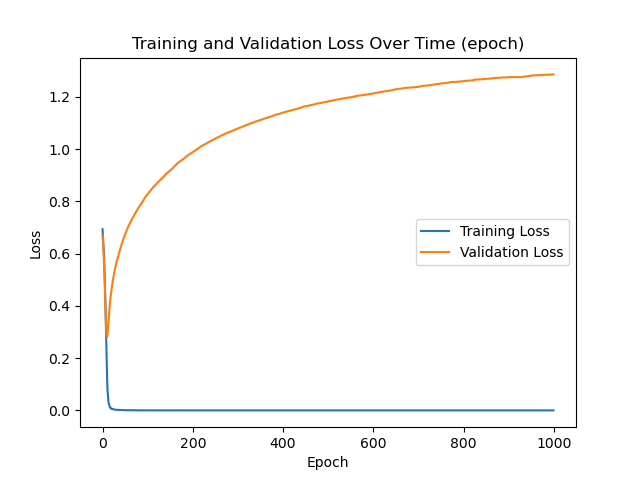 Training and Validation Loss Over Time (epoch)
1.2
1.0
0.8
0.6
0.4
0.2
0.0
Loss
Training Loss
Validation Loss
0 200 400 600 800 1000
Epoch